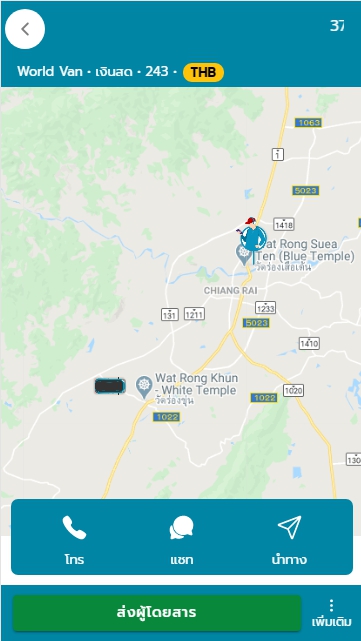 37
World Van • เงินสด • 243 • THB
1063
1
5023
1418
Wat Rong Suea
Ten (Blue Temple)
วัดร่องเสือเต้น
CHIANG RAI
131
1211
1233
5023
1410
Wat Rong Khun
- White Temple
วัดร่องขุ่น
1022
1022
1020
130
โทร
แชท
นำทาง
ส่งผู้โดยสาร
เพิ่มเติม